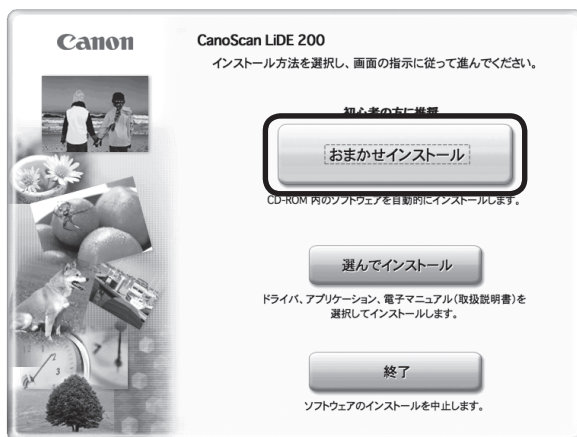 Canon
CanoScan LiDE 200
インストール方法を選択し、画面の指示に従って進んでください。
初心者の方に推奨
おまかせインストール
CD-ROM 内のソフトウェアを自動的にインストールします。
選んでインストール
ドライバ、アプリケーション、電子マニュアル（取扱説明書）を
選択してインストールします。
終了
ソフトウェアのインストールを中止します。